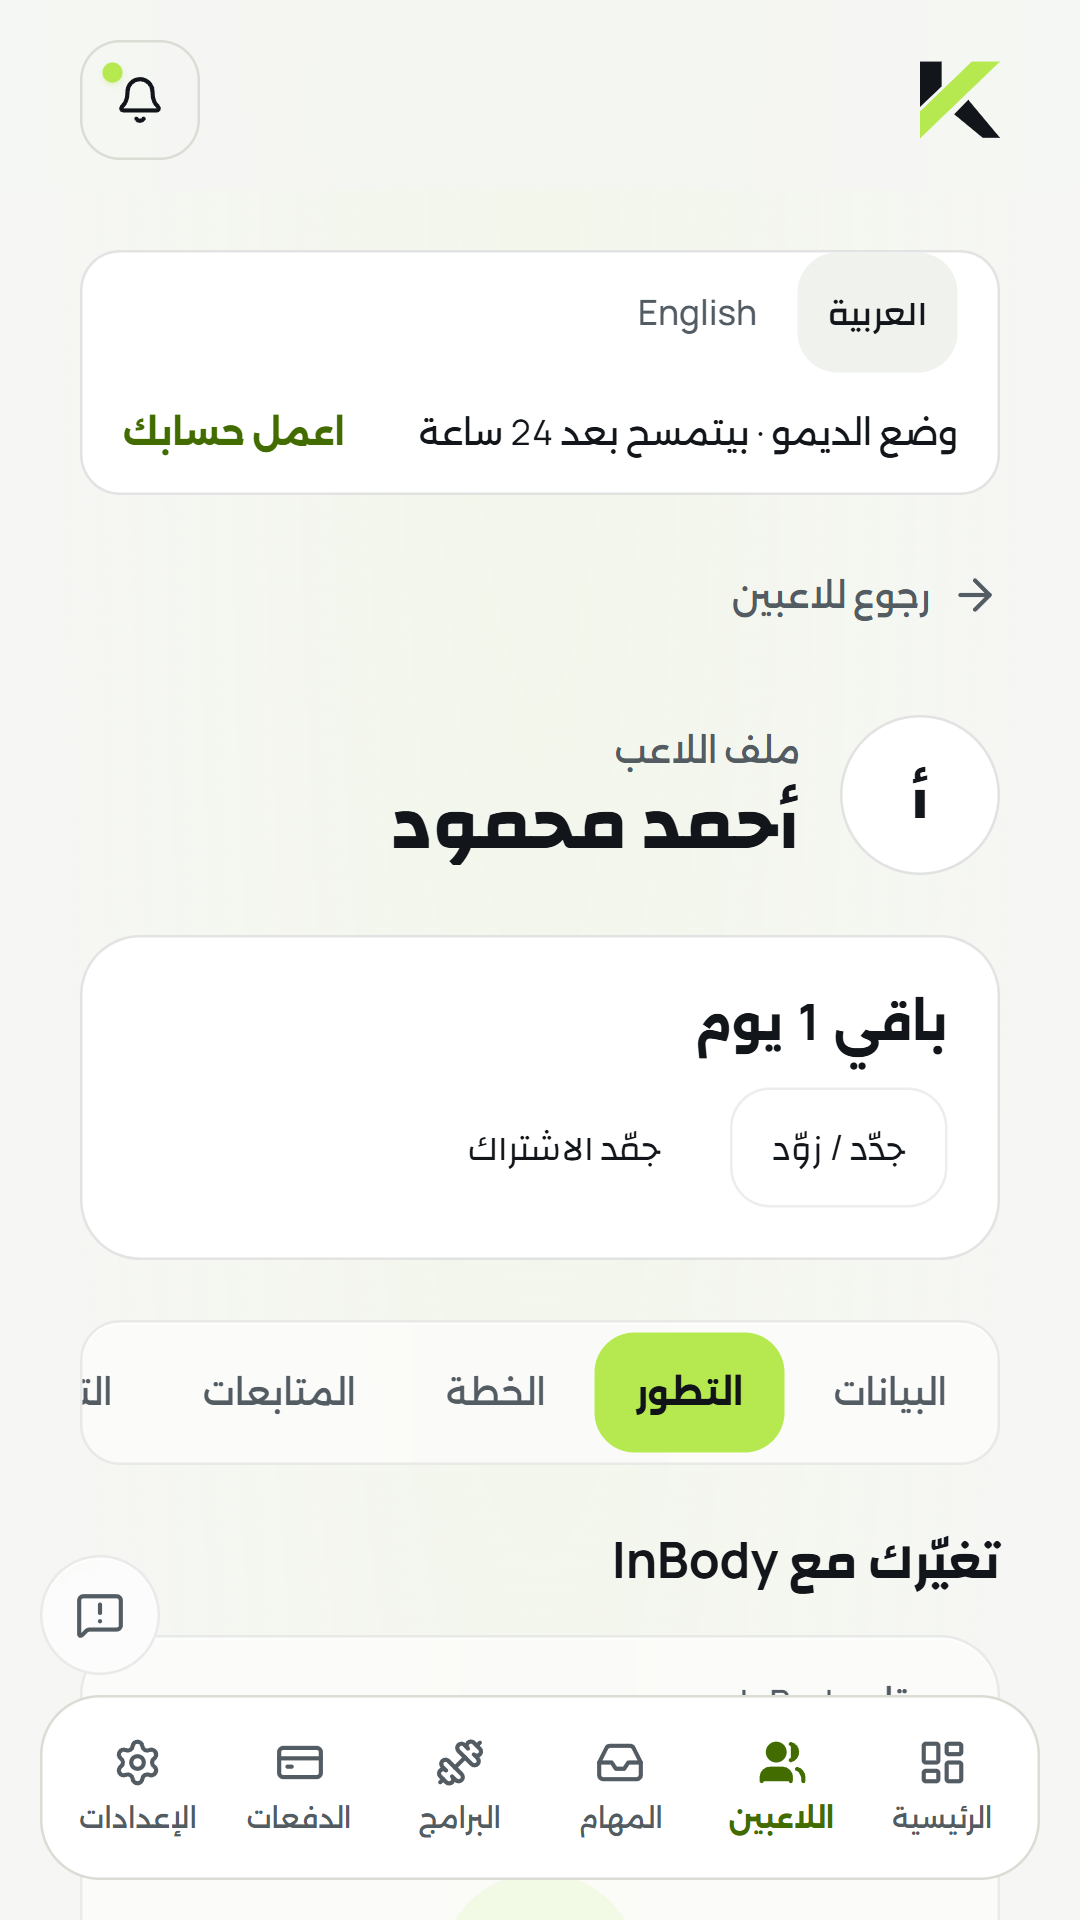 العربية
English
وضع الديمو · بيتمسح بعد 24 ساعة
اعمل حسابك
رجوع للاعبين
أ
ملف اللاعب
أحمد محمود
باقي 1 يوم
جدّد / زوّد
جمّد الاشتراك
البيانات
التطور
الخطة
المتابعات
تغيّرك مع InBody
الرئيسية
اللاعبين
المهام
البرامج
الدفعات
الإعدادات